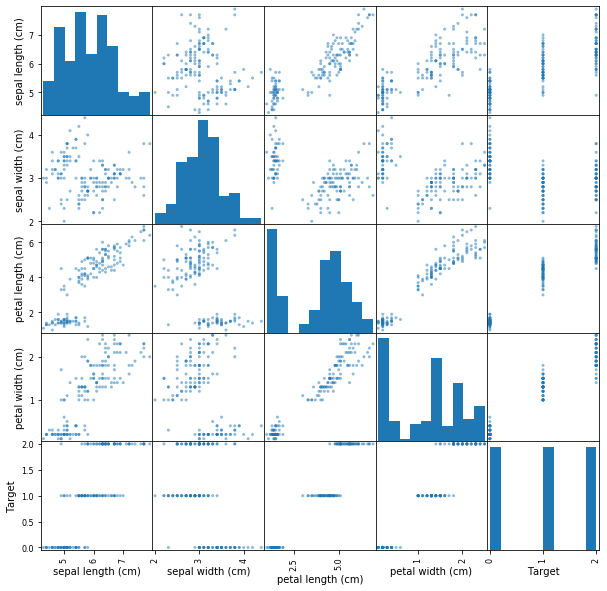 sepal length (cm)
7
6
5
sepal width (cm)
4
3
2
petal length (cm)
6
4
2
petal width (cm)
2
1
Target
2.0
1.5
1.0
0.5
0.0
5
6
7
2
3
4
2.5
5.0
1
2
0
1
2
sepal length (cm)
sepal width (cm)
petal length (cm)
petal width (cm)
Target